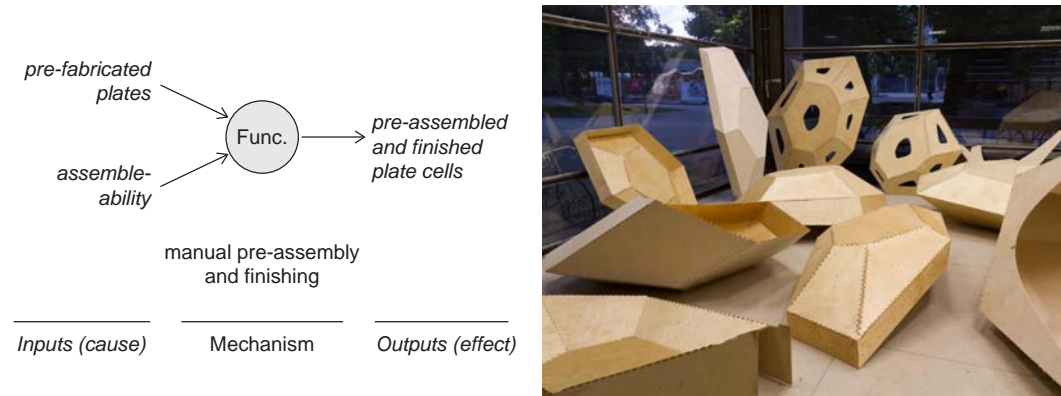 pre-fabricated
plates
Func.
pre-assembled
and finished
plate cells
assemble-
ability
manual pre-assembly
and finishing
Inputs (cause)
Mechanism
Outputs (effect)